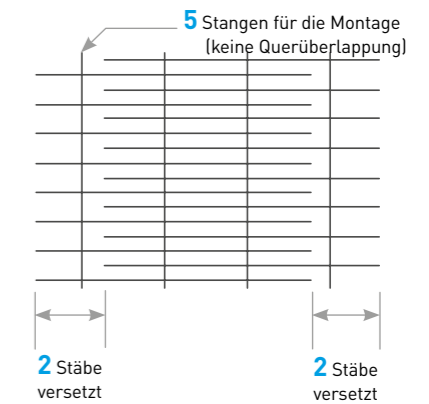 5 Stangen für die Montage
(keine Querüberlappung)
2 Stäbe
versetzt
2 Stäbe
versetzt